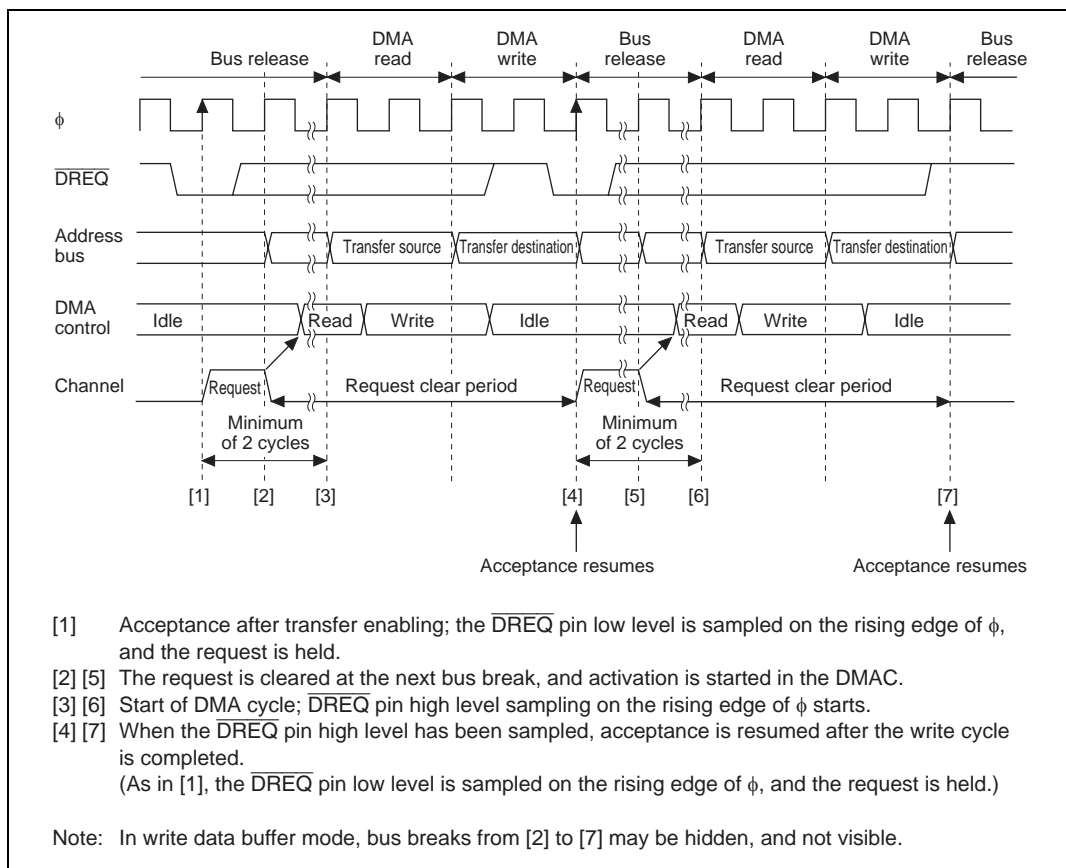 Bus release
DMA read
DMA write
Bus release
DMA read
DMA write
Bus release
ϕ
DREQ
Address bus
Transfer source
Transfer destination
Transfer source
Transfer destination
DMA control
Idle
Read
Write
Idle
Read
Write
Idle
Channel
Request
Request clear period
Request
Request clear period
Minimum of 2 cycles
Minimum of 2 cycles
[1]
[2]
[3]
[4]
[5]
[6]
[7]
Acceptance resumes
Acceptance resumes
[1] Acceptance after transfer enabling; the DREQ pin low level is sampled on the rising edge of ϕ,
and the request is held.
[2] [5] The request is cleared at the next bus break, and activation is started in the DMAC.
[3] [6] Start of DMA cycle; DREQ pin high level sampling on the rising edge of ϕ starts.
[4] [7] When the DREQ pin high level has been sampled, acceptance is resumed after the write cycle
is completed.
(As in [1], the DREQ pin low level is sampled on the rising edge of ϕ, and the request is held.)
Note: In write data buffer mode, bus breaks from [2] to [7] may be hidden, and not visible.